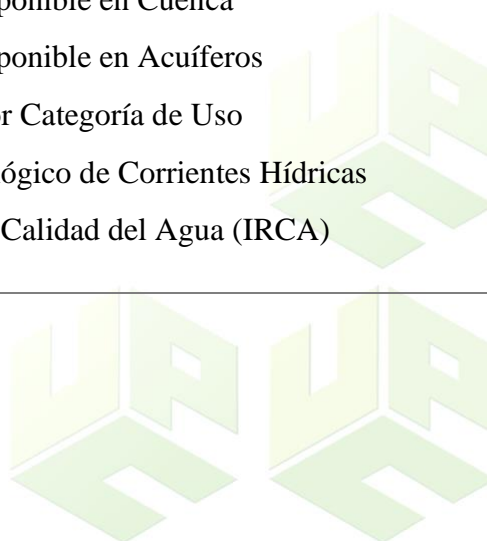 ponible en Cuenca
ponible en Acuíferos
r Categoría de Uso
ógico de Corrientes Hídricas
Calidad del Agua (IRCA)